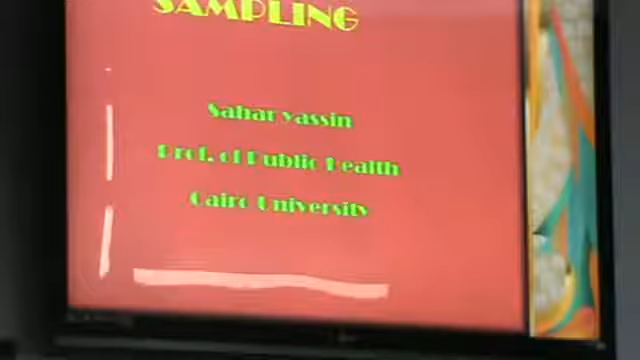 SAMPLING
Sahar yassin
Prof. of Public health
Cairo University